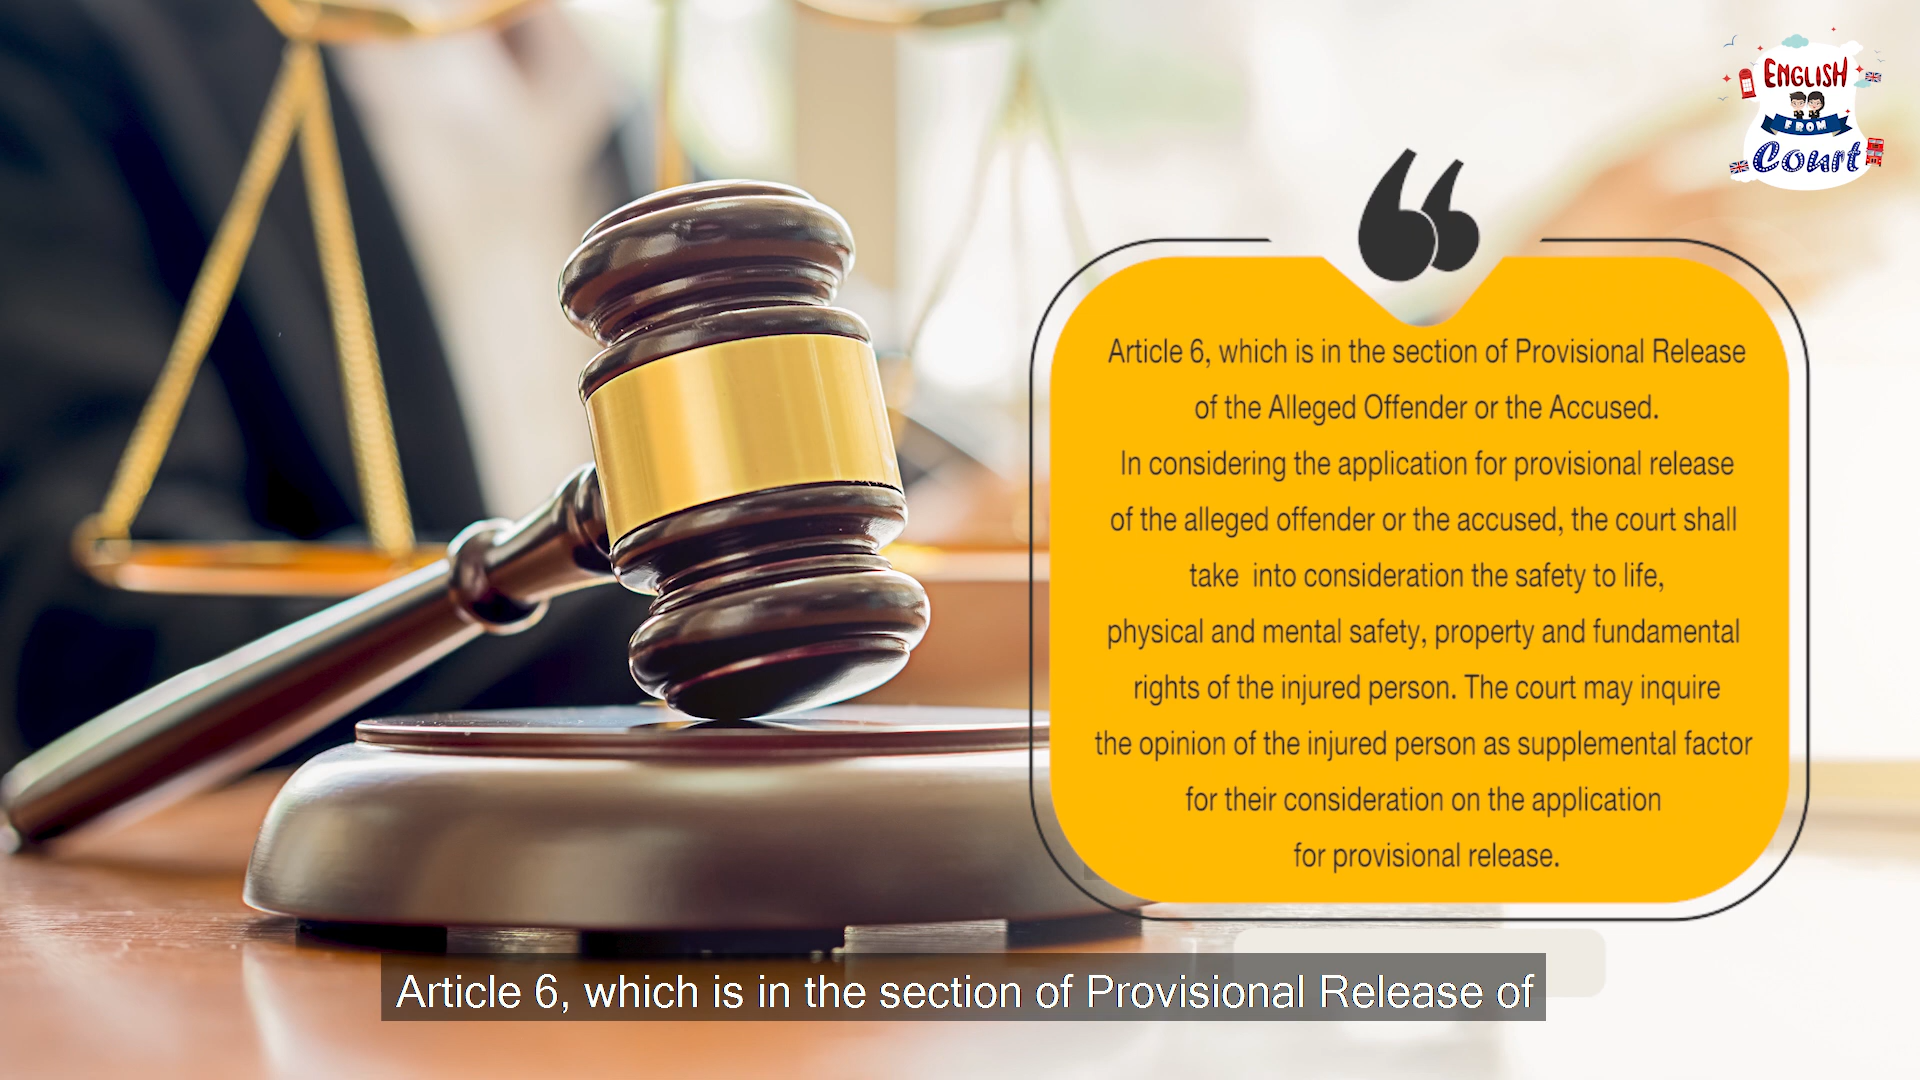 ENGLISH
FROM
Court
Article 6, which is in the section of Provisional Release
of the Alleged Offender or the Accused.
In considering the application for provisional release
of the alleged offender or the accused, the court shall
take  into consideration the safety to life,
physical and mental safety, property and fundamental
rights of the injured person. The court may inquire
the opinion of the injured person as supplemental factor
for their consideration on the application
for provisional release.
Article 6, which is in the section of Provisional Release of